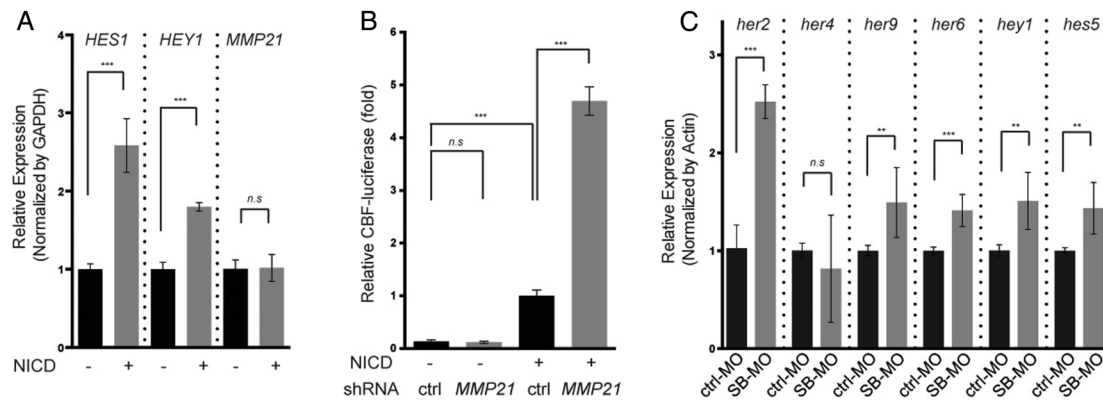 A
HES1 HEY1 MMP21
Relative Expression
(Normalized by GAPDH)
4
3
2
1
0
*** *** n.s
NICD - + - + - +
B
Relative CBF-luciferase (fold)
6
5
4
3
2
1
0
***
***
n.s
NICD - - + +
shRNA ctrl MMP21 ctrl MMP21
C
her2 her4 her9 her6 hey1 hes5
Relative Expression
(Normalized by Actin)
3
2
1
0
*** n.s ** *** ** **
ctrl-MO SB-MO ctrl-MO SB-MO ctrl-MO SB-MO ctrl-MO SB-MO ctrl-MO SB-MO ctrl-MO SB-MO